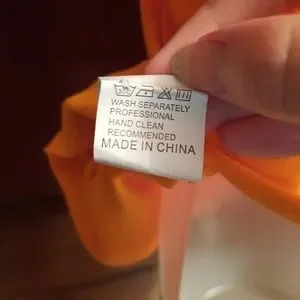 WASH SEPARATELY
PROFESSIONAL
HAND CLEAN
RECOMMENDED
MADE IN CHINA